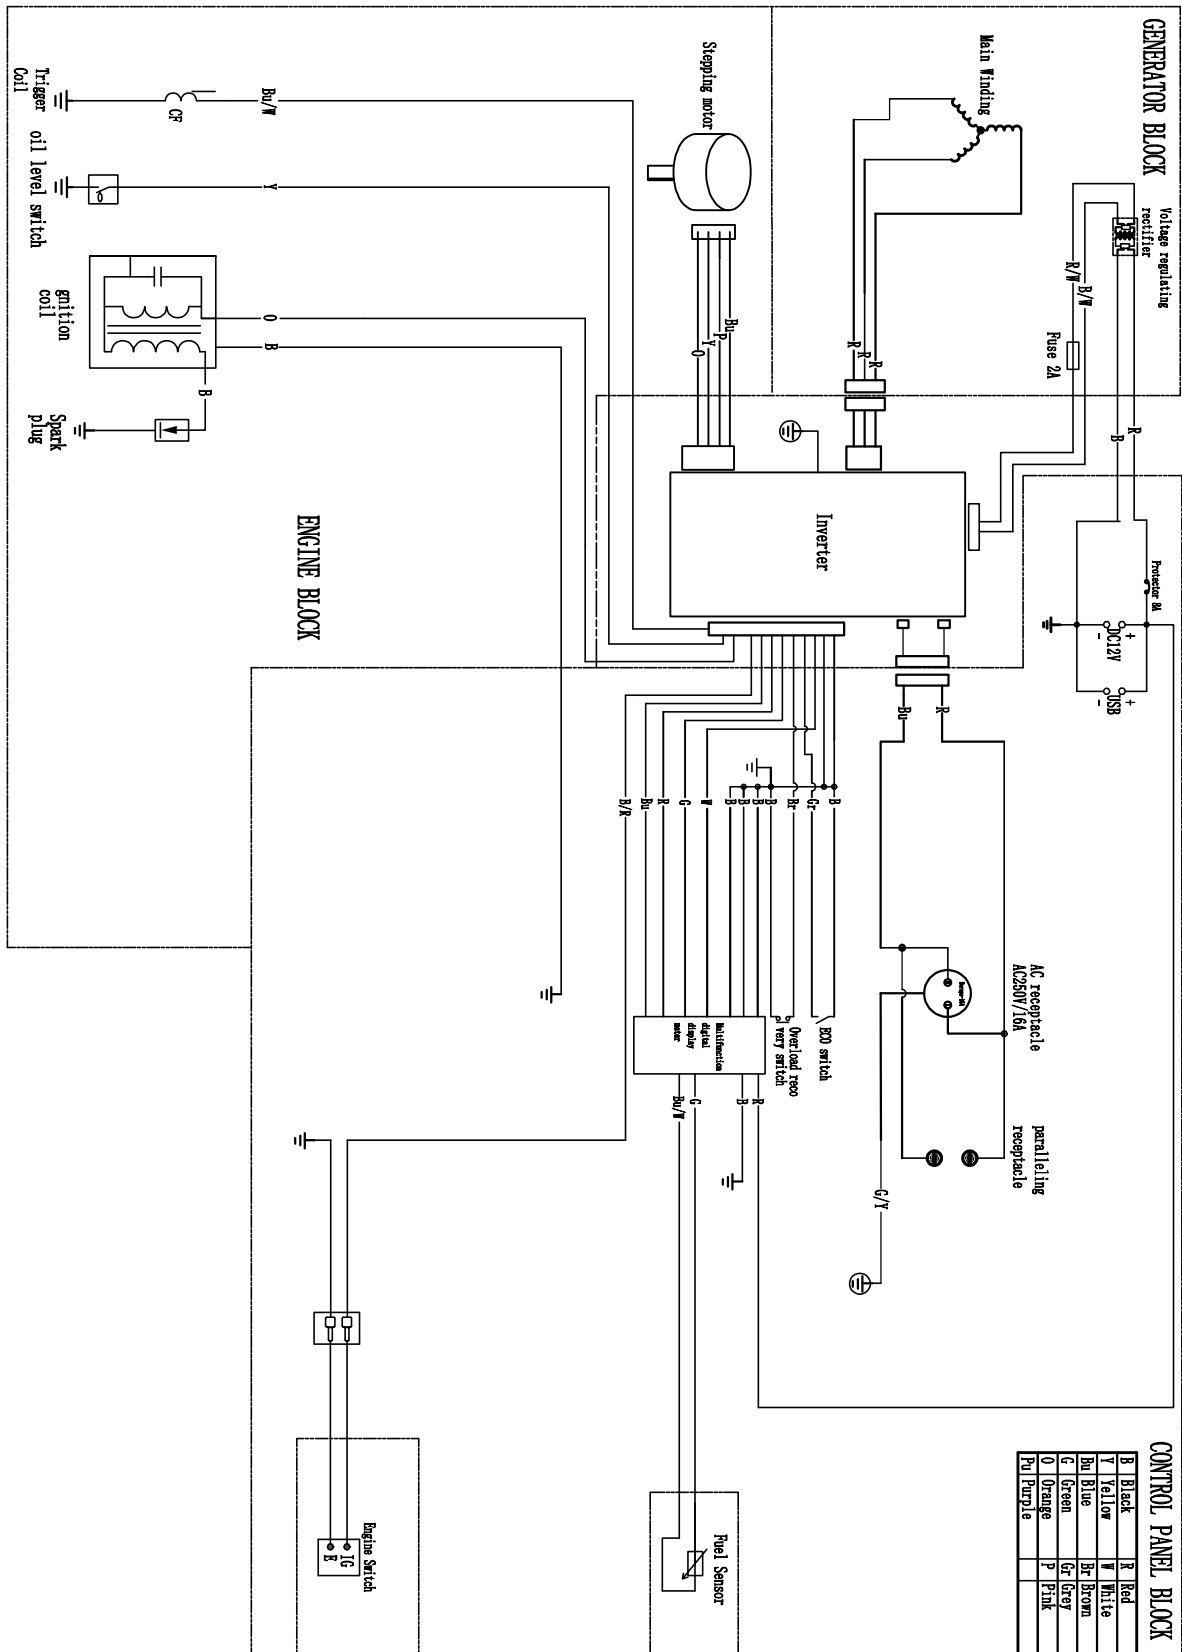 GENERATOR BLOCK
Main Winding
Voltage regulating
rectifier
R/W
B/W
Fuse 2A
R
R
R
R
B
Stepping motor
Bu
P
Y
O
Trigger
Coil
CF
Bu/W
oil level switch
Y
gnition
coil
O
B
B
Spark
plug
ENGINE BLOCK
Inverter
Protector 8A
+
DC12V
-
+
USB
-
R
Bu
B
Gr
Br
B
B
B
B
W
G
R
Bu
B/R
AC receptacle
AC250V/16A
paralleling
receptacle
G/Y
ECO switch
Overload reco
very switch
Multifunction
digital
display
meter
R
B
G
Bu/W
Fuel Sensor
Engine Switch
IG
E
CONTROL PANEL BLOCK
B Black R Red
Y Yellow W White
Bu Blue Br Brown
G Green Gr Grey
O Orange P Pink
Pu Purple